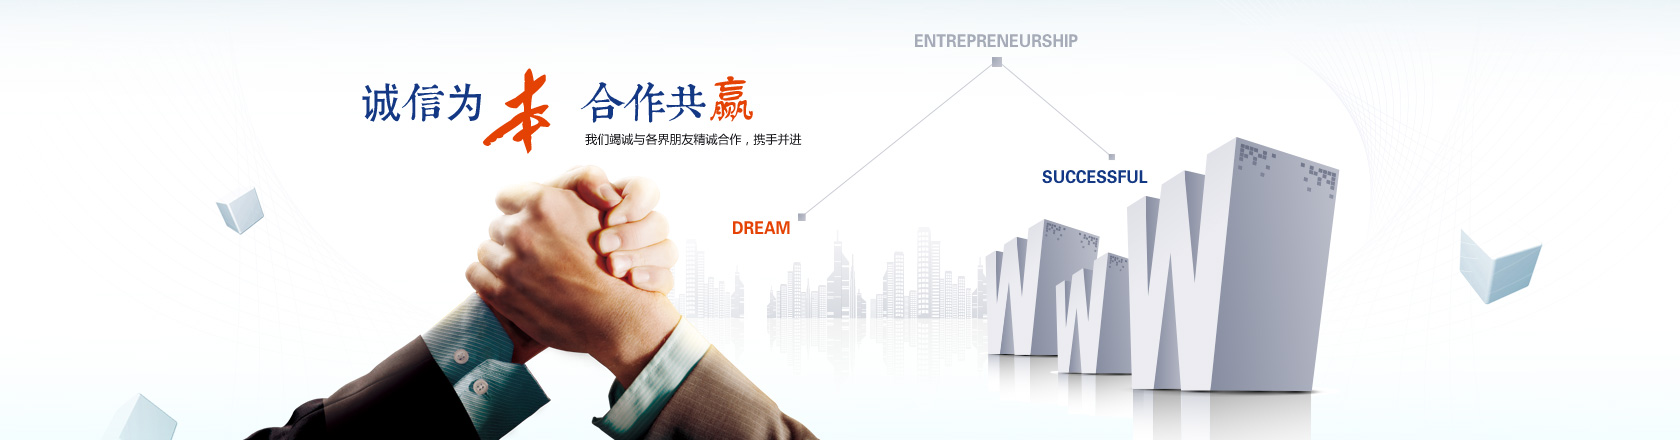 ENTREPRENEURSHIP
诚信为本 合作共赢
我们竭诚与各界朋友精诚合作，携手并进
SUCCESSFUL
DREAM
W
W
W